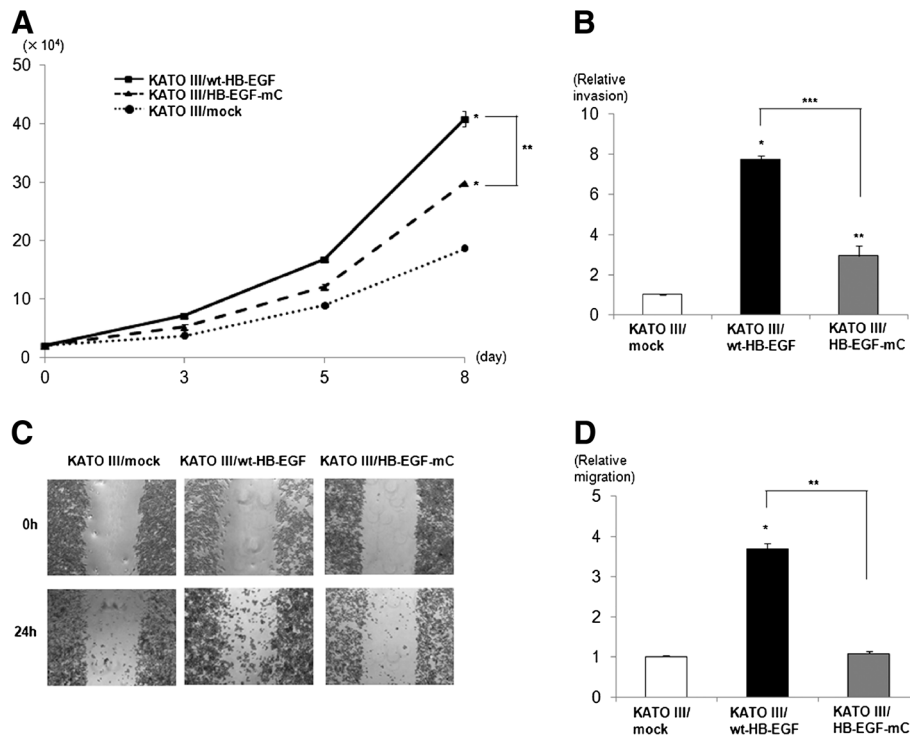 A
(× 10⁴)
50
40
30
20
10
0
0
3
5
8
(day)
KATO III/wt-HB-EGF
KATO III/HB-EGF-mC
KATO III/mock
*
**
*
B
(Relative
invasion)
10
8
6
4
2
0
***
*
**
KATO III/
mock
KATO III/
wt-HB-EGF
KATO III/
HB-EGF-mC
C
KATO III/mock
KATO III/wt-HB-EGF
KATO III/HB-EGF-mC
0h
24h
D
(Relative
migration)
5
4
3
2
1
0
**
*
KATO III/
mock
KATO III/
wt-HB-EGF
KATO III/
HB-EGF-mC